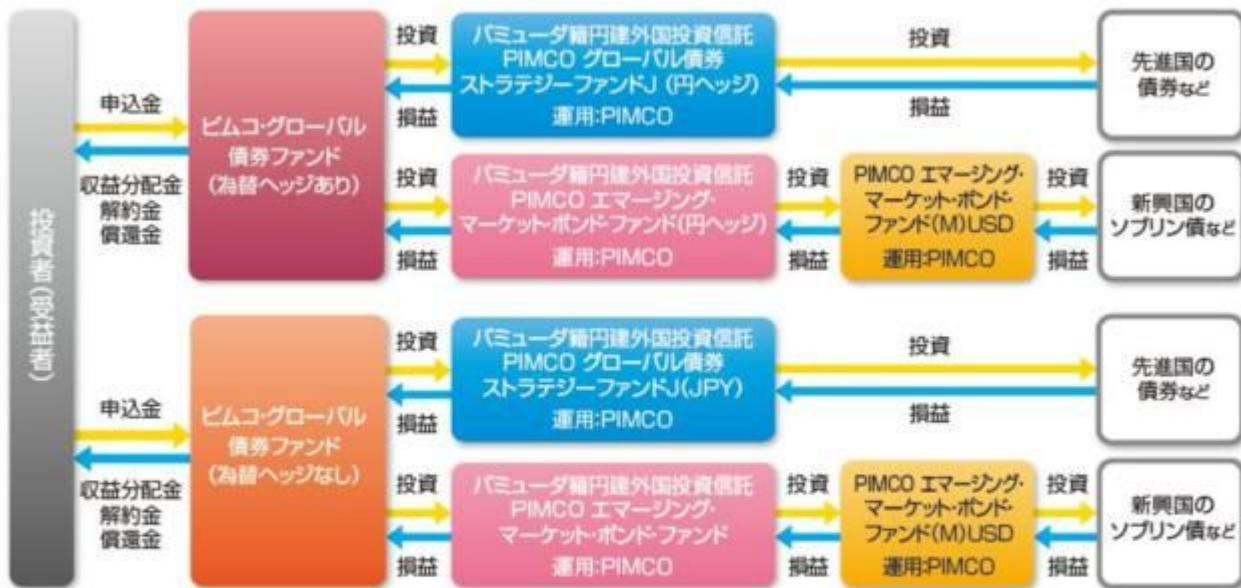 投資者(受益者)
申込金
収益分配金
解約金
償還金
ピムコ・グローバル
債券ファンド
(為替ヘッジあり)
投資
損益
バミューダ籍円建外国投資信託
PIMCO グローバル債券
ストラテジーファンドJ (円ヘッジ)
運用:PIMCO
投資
損益
先進国の
債券など
投資
損益
バミューダ籍円建外国投資信託
PIMCO エマージング・
マーケット・ボンド・ファンド(円ヘッジ)
運用:PIMCO
投資
損益
PIMCO エマージング・
マーケット・ボンド・
ファンド(M)USD
運用:PIMCO
投資
損益
新興国の
ソブリン債など
申込金
収益分配金
解約金
償還金
ピムコ・グローバル
債券ファンド
(為替ヘッジなし)
投資
損益
バミューダ籍円建外国投資信託
PIMCO グローバル債券
ストラテジーファンドJ(JPY)
運用:PIMCO
投資
損益
先進国の
債券など
投資
損益
バミューダ籍円建外国投資信託
PIMCO エマージング・
マーケット・ボンド・ファンド
運用:PIMCO
投資
損益
PIMCO エマージング・
マーケット・ボンド・
ファンド(M)USD
運用:PIMCO
投資
損益
新興国の
ソブリン債など